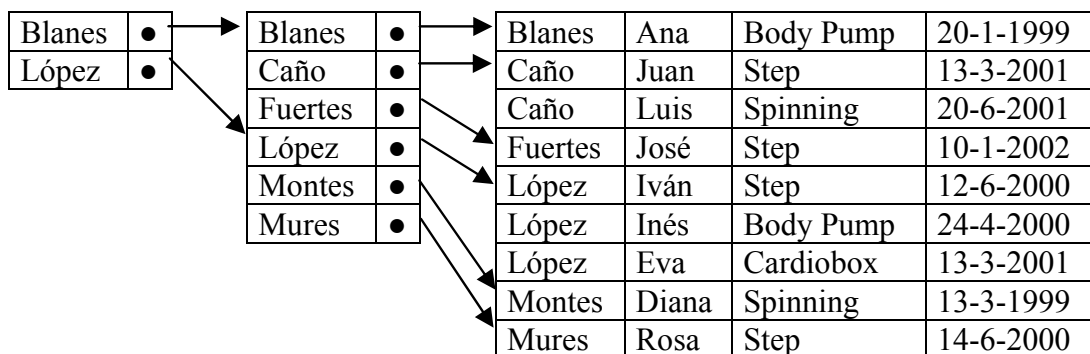 Blanes ● Blanes ● Blanes Ana Body Pump 20-1-1999
López ● Caño ● Caño Juan Step 13-3-2001
Fuertes ● Caño Luis Spinning 20-6-2001
López ● Fuertes José Step 10-1-2002
Montes ● López Iván Step 12-6-2000
Mures ● López Inés Body Pump 24-4-2000
López Eva Cardiobox 13-3-2001
Montes Diana Spinning 13-3-1999
Mures Rosa Step 14-6-2000